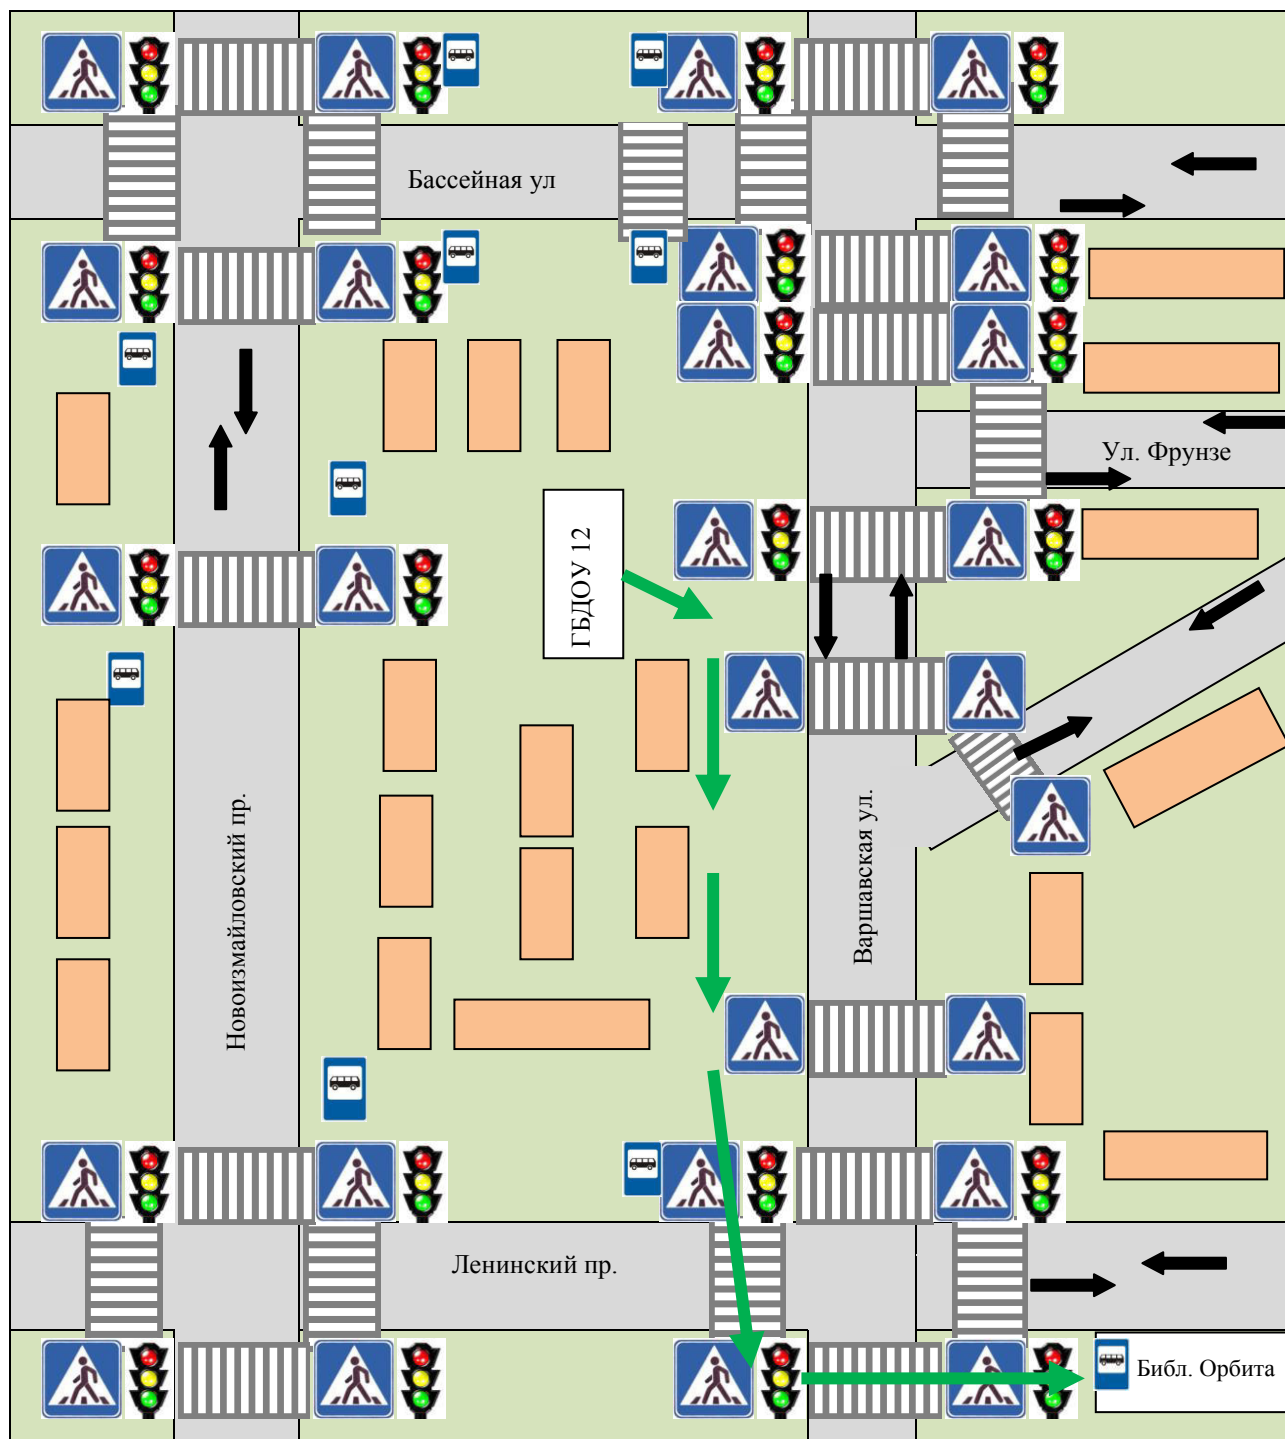 Бассейная ул
Ул. Фрунзе
ГБДОУ 12
Новоизмайловский пр.
Варшавская ул.
Ленинский пр.
Библ. Орбита